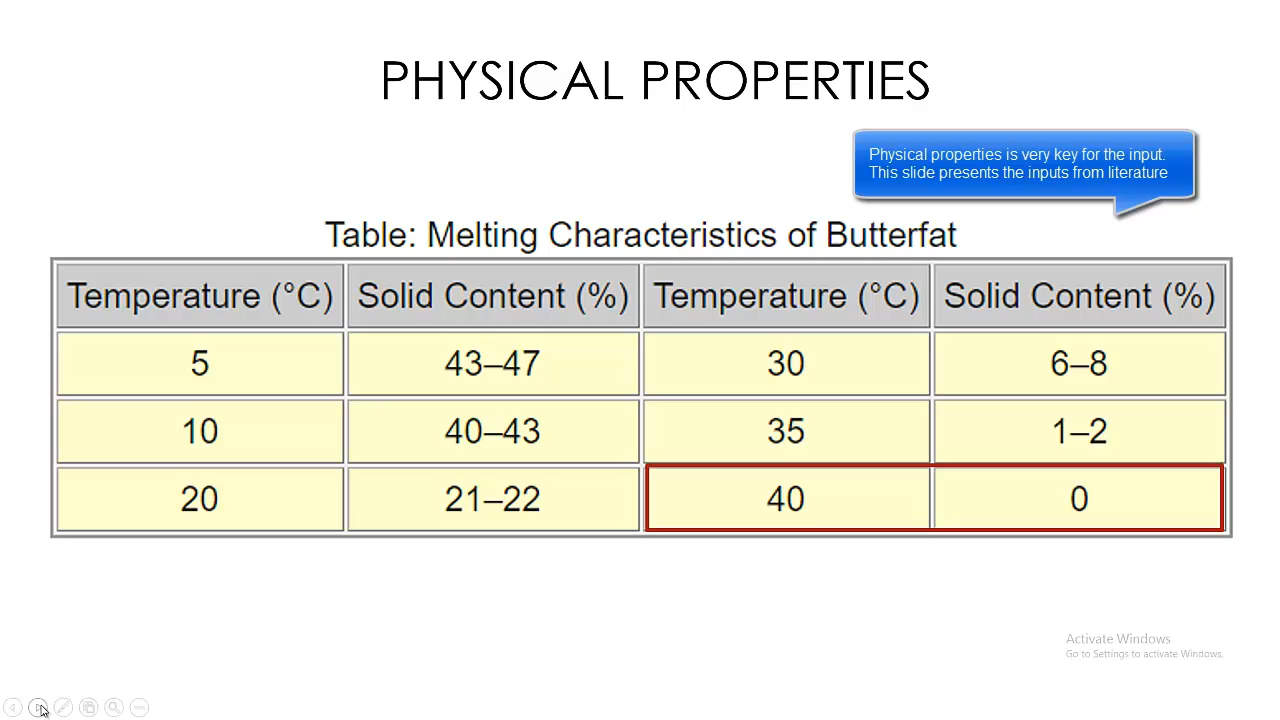 PHYSICAL PROPERTIES
Physical properties is very key for the input.
This slide presents the inputs from literature
Table: Melting Characteristics of Butterfat
Temperature (°C) Solid Content (%) Temperature (°C) Solid Content (%)
5 43–47 30 6–8
10 40–43 35 1–2
20 21–22 40 0
Activate Windows
Go to Settings to activate Windows.